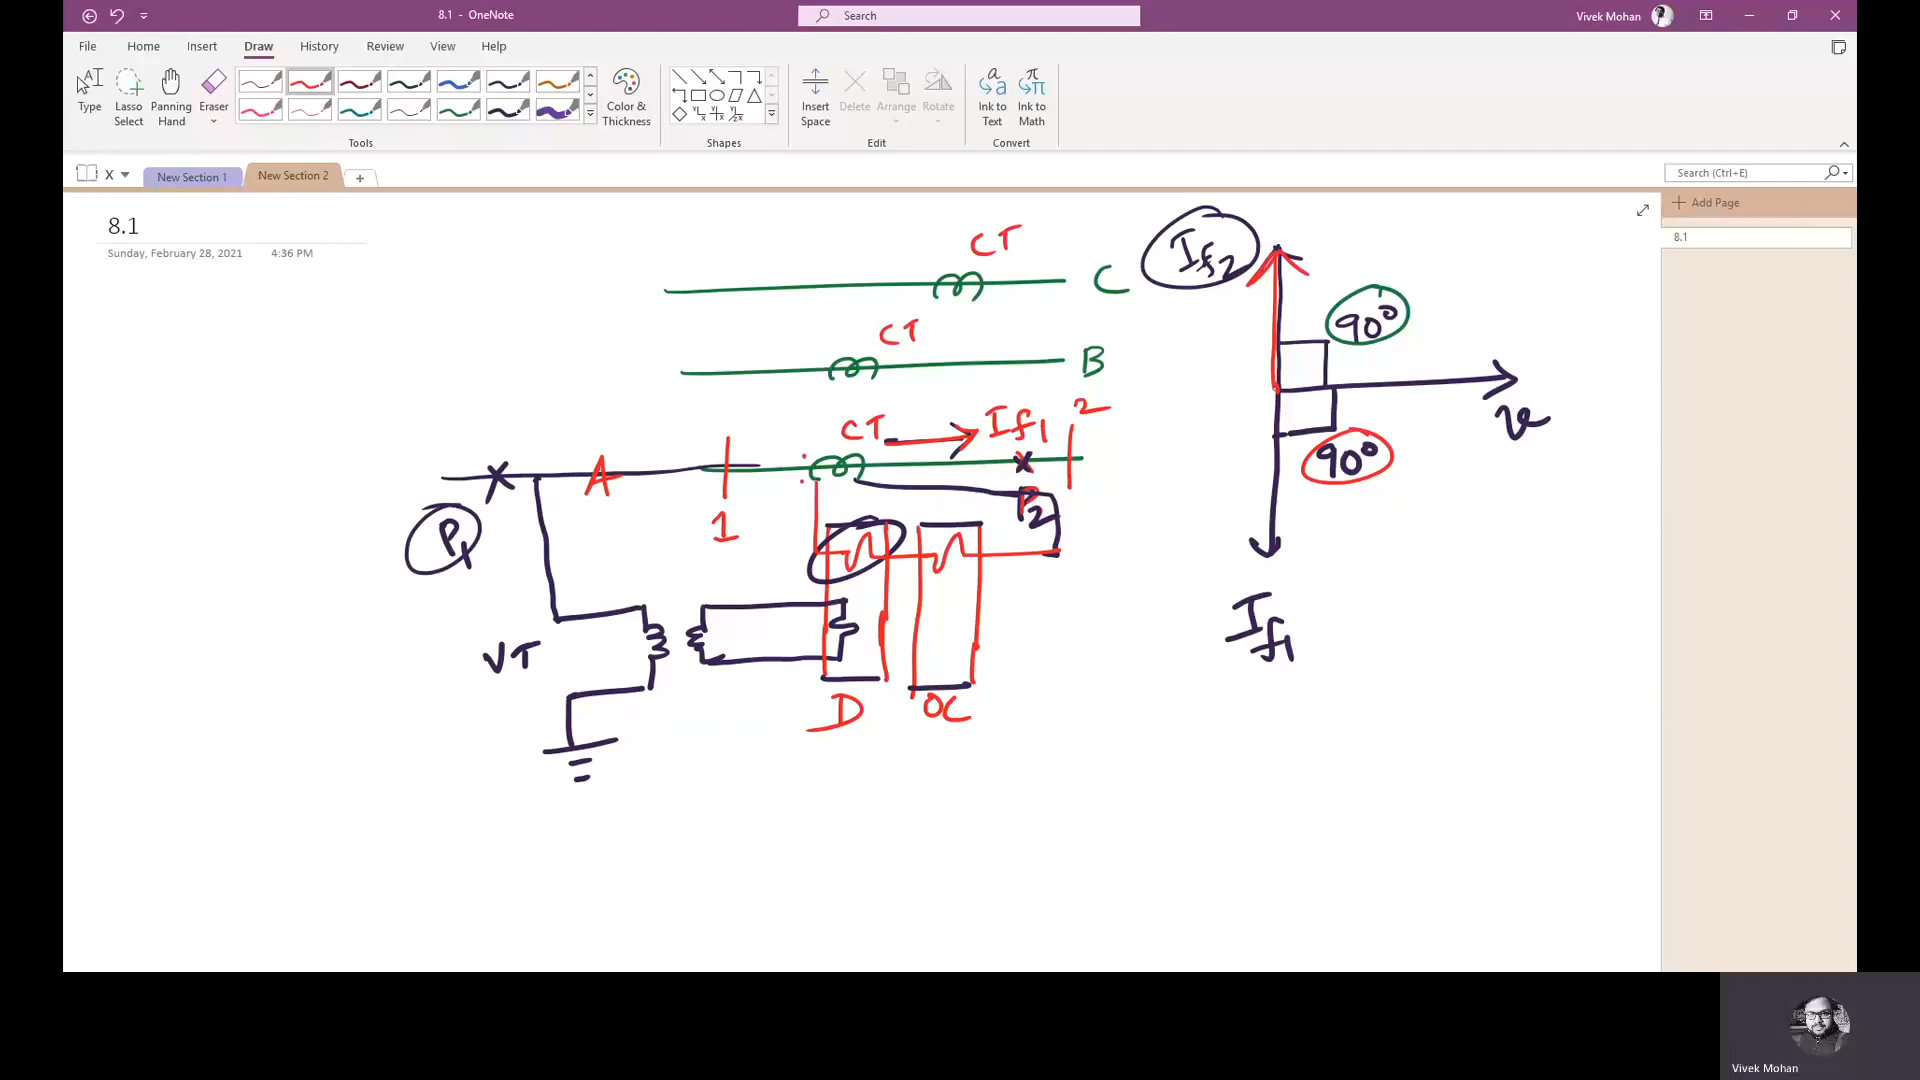 8.1 - OneNote
Search
Vivek Mohan
File Home Insert Draw History Review View Help
Type
Lasso Select
Panning Hand
Eraser
Color & Thickness
Insert Space
Delete
Arrange
Rotate
Ink to Text
Ink to Math
Tools
Shapes
Edit
Convert
x
New Section 1
New Section 2
Search (Ctrl+E)
Add Page
8.1
8.1
Sunday, February 28, 2021 4:36 PM
CT
C
CT
B
CT
If1
2
A
1
P1
P2
VT
D
OC
If2
90°
v
90°
If1
Vivek Mohan